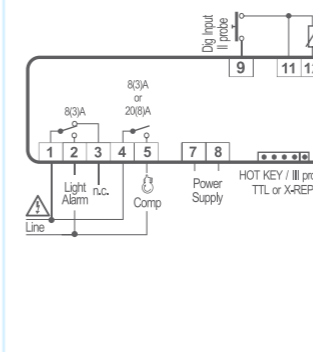 Dig Input
II probe
9
11
8(3)A
or
8(3)A
20(8)A
1 2 3 4 5 7 8
Light
Alarm
n.c.
Comp
Power
Supply
HOT KEY / III
TTL or X-REP
Line